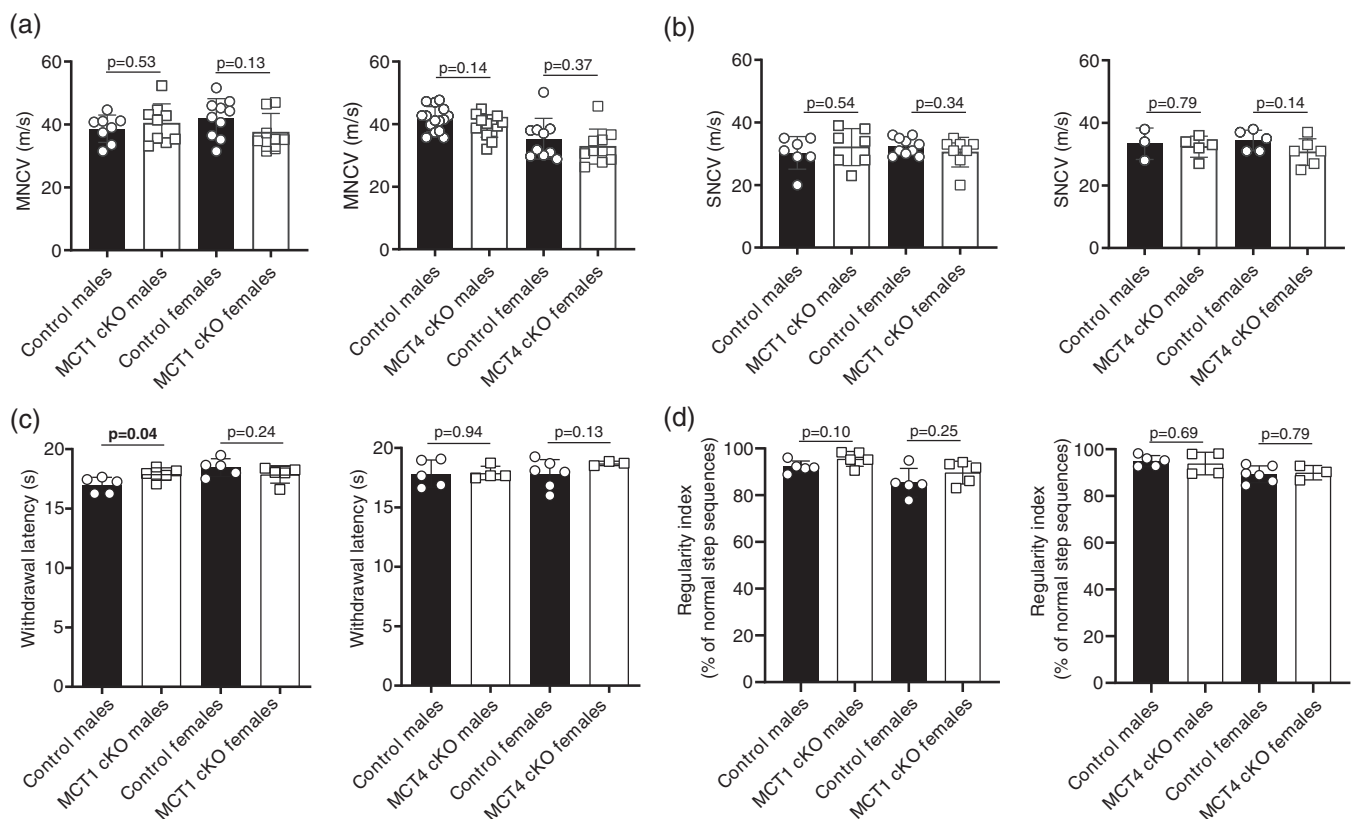 (a)
p=0.53
p=0.13
60
40
20
0
MNCV (m/s)
Control males
MCT1 cKO males
Control females
MCT1 cKO females
p=0.14
p=0.37
60
40
20
0
MNCV (m/s)
Control males
MCT4 cKO males
Control females
MCT4 cKO females
(b)
p=0.54
p=0.34
60
40
20
0
SNCV (m/s)
Control males
MCT1 cKO males
Control females
MCT1 cKO females
p=0.79
p=0.14
60
40
20
0
SNCV (m/s)
Control males
MCT4 cKO males
Control females
MCT4 cKO females
(c)
p=0.04
p=0.24
20
15
10
5
0
Withdrawal latency (s)
Control males
MCT1 cKO males
Control females
MCT1 cKO females
p=0.94
p=0.13
20
15
10
5
0
Withdrawal latency (s)
Control males
MCT4 cKO males
Control females
MCT4 cKO females
(d)
p=0.10
p=0.25
100
80
60
40
20
0
Regularity index
(% of normal step sequences)
Control males
MCT1 cKO males
Control females
MCT1 cKO females
p=0.69
p=0.79
100
80
60
40
20
0
Regularity index
(% of normal step sequences)
Control males
MCT4 cKO males
Control females
MCT4 cKO females